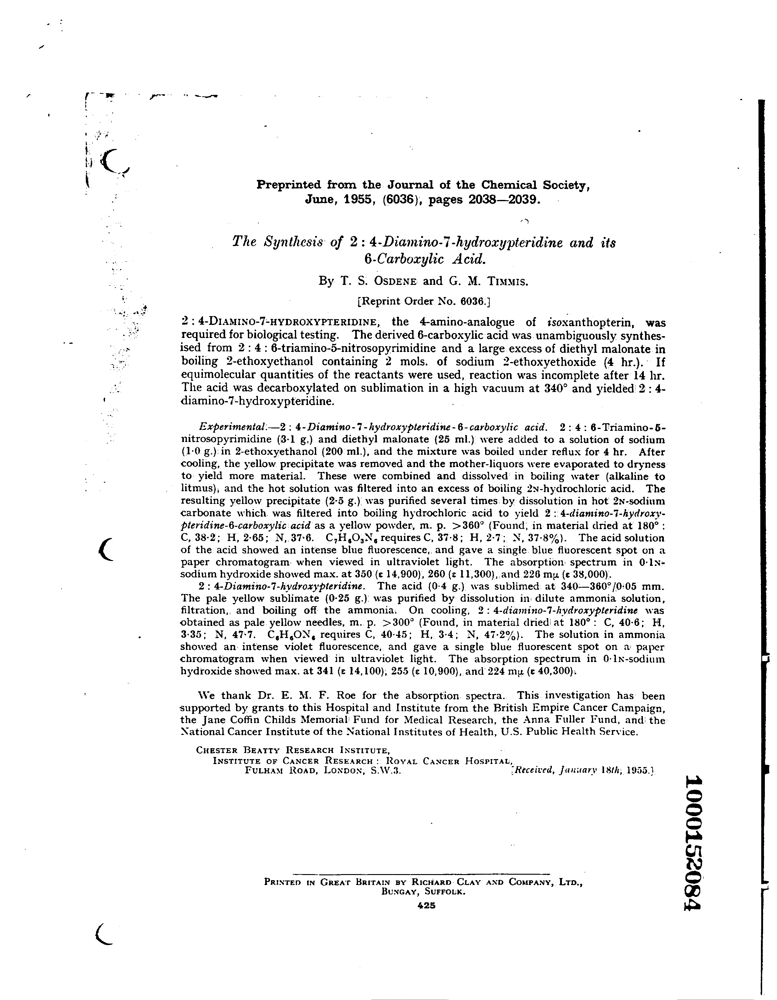 Preprinted from the Journal of the Chemical Society,
June, 1955, (6036), pages 2038—2039.
The Synthesis of 2 : 4-Diamino-7-hydroxypteridine and its
6-Carboxylic Acid.
By T. S. OSDENE and G. M. TIMMIS.
[Reprint Order No. 6036.]
2 : 4-DIAMINO-7-HYDROXYPTERIDINE, the 4-amino-analogue of isoxanthopterin, was
required for biological testing. The derived 6-carboxylic acid was unambiguously synthes-
ised from 2 : 4 : 6-triamino-5-nitrosopyrimidine and a large excess of diethyl malonate in
boiling 2-ethoxyethanol containing 2 mols. of sodium 2-ethoxyethoxide (4 hr.). If
equimolecular quantities of the reactants were used, reaction was incomplete after 14 hr.
The acid was decarboxylated on sublimation in a high vacuum at 340° and yielded 2 : 4-
diamino-7-hydroxypteridine.
Experimental.—2 : 4-Diamino-7-hydroxypteridine-6-carboxylic acid. 2 : 4 : 6-Triamino-5-
nitrosopyrimidine (3·1 g.) and diethyl malonate (25 ml.) were added to a solution of sodium
(1·0 g.) in 2-ethoxyethanol (200 ml.), and the mixture was boiled under reflux for 4 hr. After
cooling, the yellow precipitate was removed and the mother-liquors were evaporated to dryness
to yield more material. These were combined and dissolved in boiling water (alkaline to
litmus), and the hot solution was filtered into an excess of boiling 2N-hydrochloric acid. The
resulting yellow precipitate (2·5 g.) was purified several times by dissolution in hot 2N-sodium
carbonate which was filtered into boiling hydrochloric acid to yield 2 : 4-diamino-7-hydroxy-
pteridine-6-carboxylic acid as a yellow powder, m. p. >360° (Found, in material dried at 180° :
C, 38·2; H, 2·65; N, 37·6. C₇H₆O₃N₆ requires C, 37·8; H, 2·7; N, 37·8%). The acid solution
of the acid showed an intense blue fluorescence, and gave a single blue fluorescent spot on a
paper chromatogram when viewed in ultraviolet light. The absorption spectrum in 0·1N-
sodium hydroxide showed max. at 350 (ε 14,900), 260 (ε 11,300), and 226 mμ (ε 38,000).
2 : 4-Diamino-7-hydroxypteridine. The acid (0·4 g.) was sublimed at 340—360°/0·05 mm.
The pale yellow sublimate (0·25 g.) was purified by dissolution in dilute ammonia solution,
filtration, and boiling off the ammonia. On cooling, 2 : 4-diamino-7-hydroxypteridine was
obtained as pale yellow needles, m. p. >300° (Found, in material dried at 180° : C, 40·6; H,
3·35; N, 47·7. C₆H₆ON₆ requires C, 40·45; H, 3·4; N, 47·2%). The solution in ammonia
showed an intense violet fluorescence, and gave a single blue fluorescent spot on a paper
chromatogram when viewed in ultraviolet light. The absorption spectrum in 0·1N-sodium
hydroxide showed max. at 341 (ε 14,100), 255 (ε 10,900), and 224 mμ (ε 40,300).
We thank Dr. E. M. F. Roe for the absorption spectra. This investigation has been
supported by grants to this Hospital and Institute from the British Empire Cancer Campaign,
the Jane Coffin Childs Memorial Fund for Medical Research, the Anna Fuller Fund, and the
National Cancer Institute of the National Institutes of Health, U.S. Public Health Service.
CHESTER BEATTY RESEARCH INSTITUTE,
INSTITUTE OF CANCER RESEARCH : ROYAL CANCER HOSPITAL,
FULHAM ROAD, LONDON, S.W.3. [Received, January 18th, 1955.]
1000152084
PRINTED IN GREAT BRITAIN BY RICHARD CLAY AND COMPANY, LTD.,
BUNGAY, SUFFOLK.
425